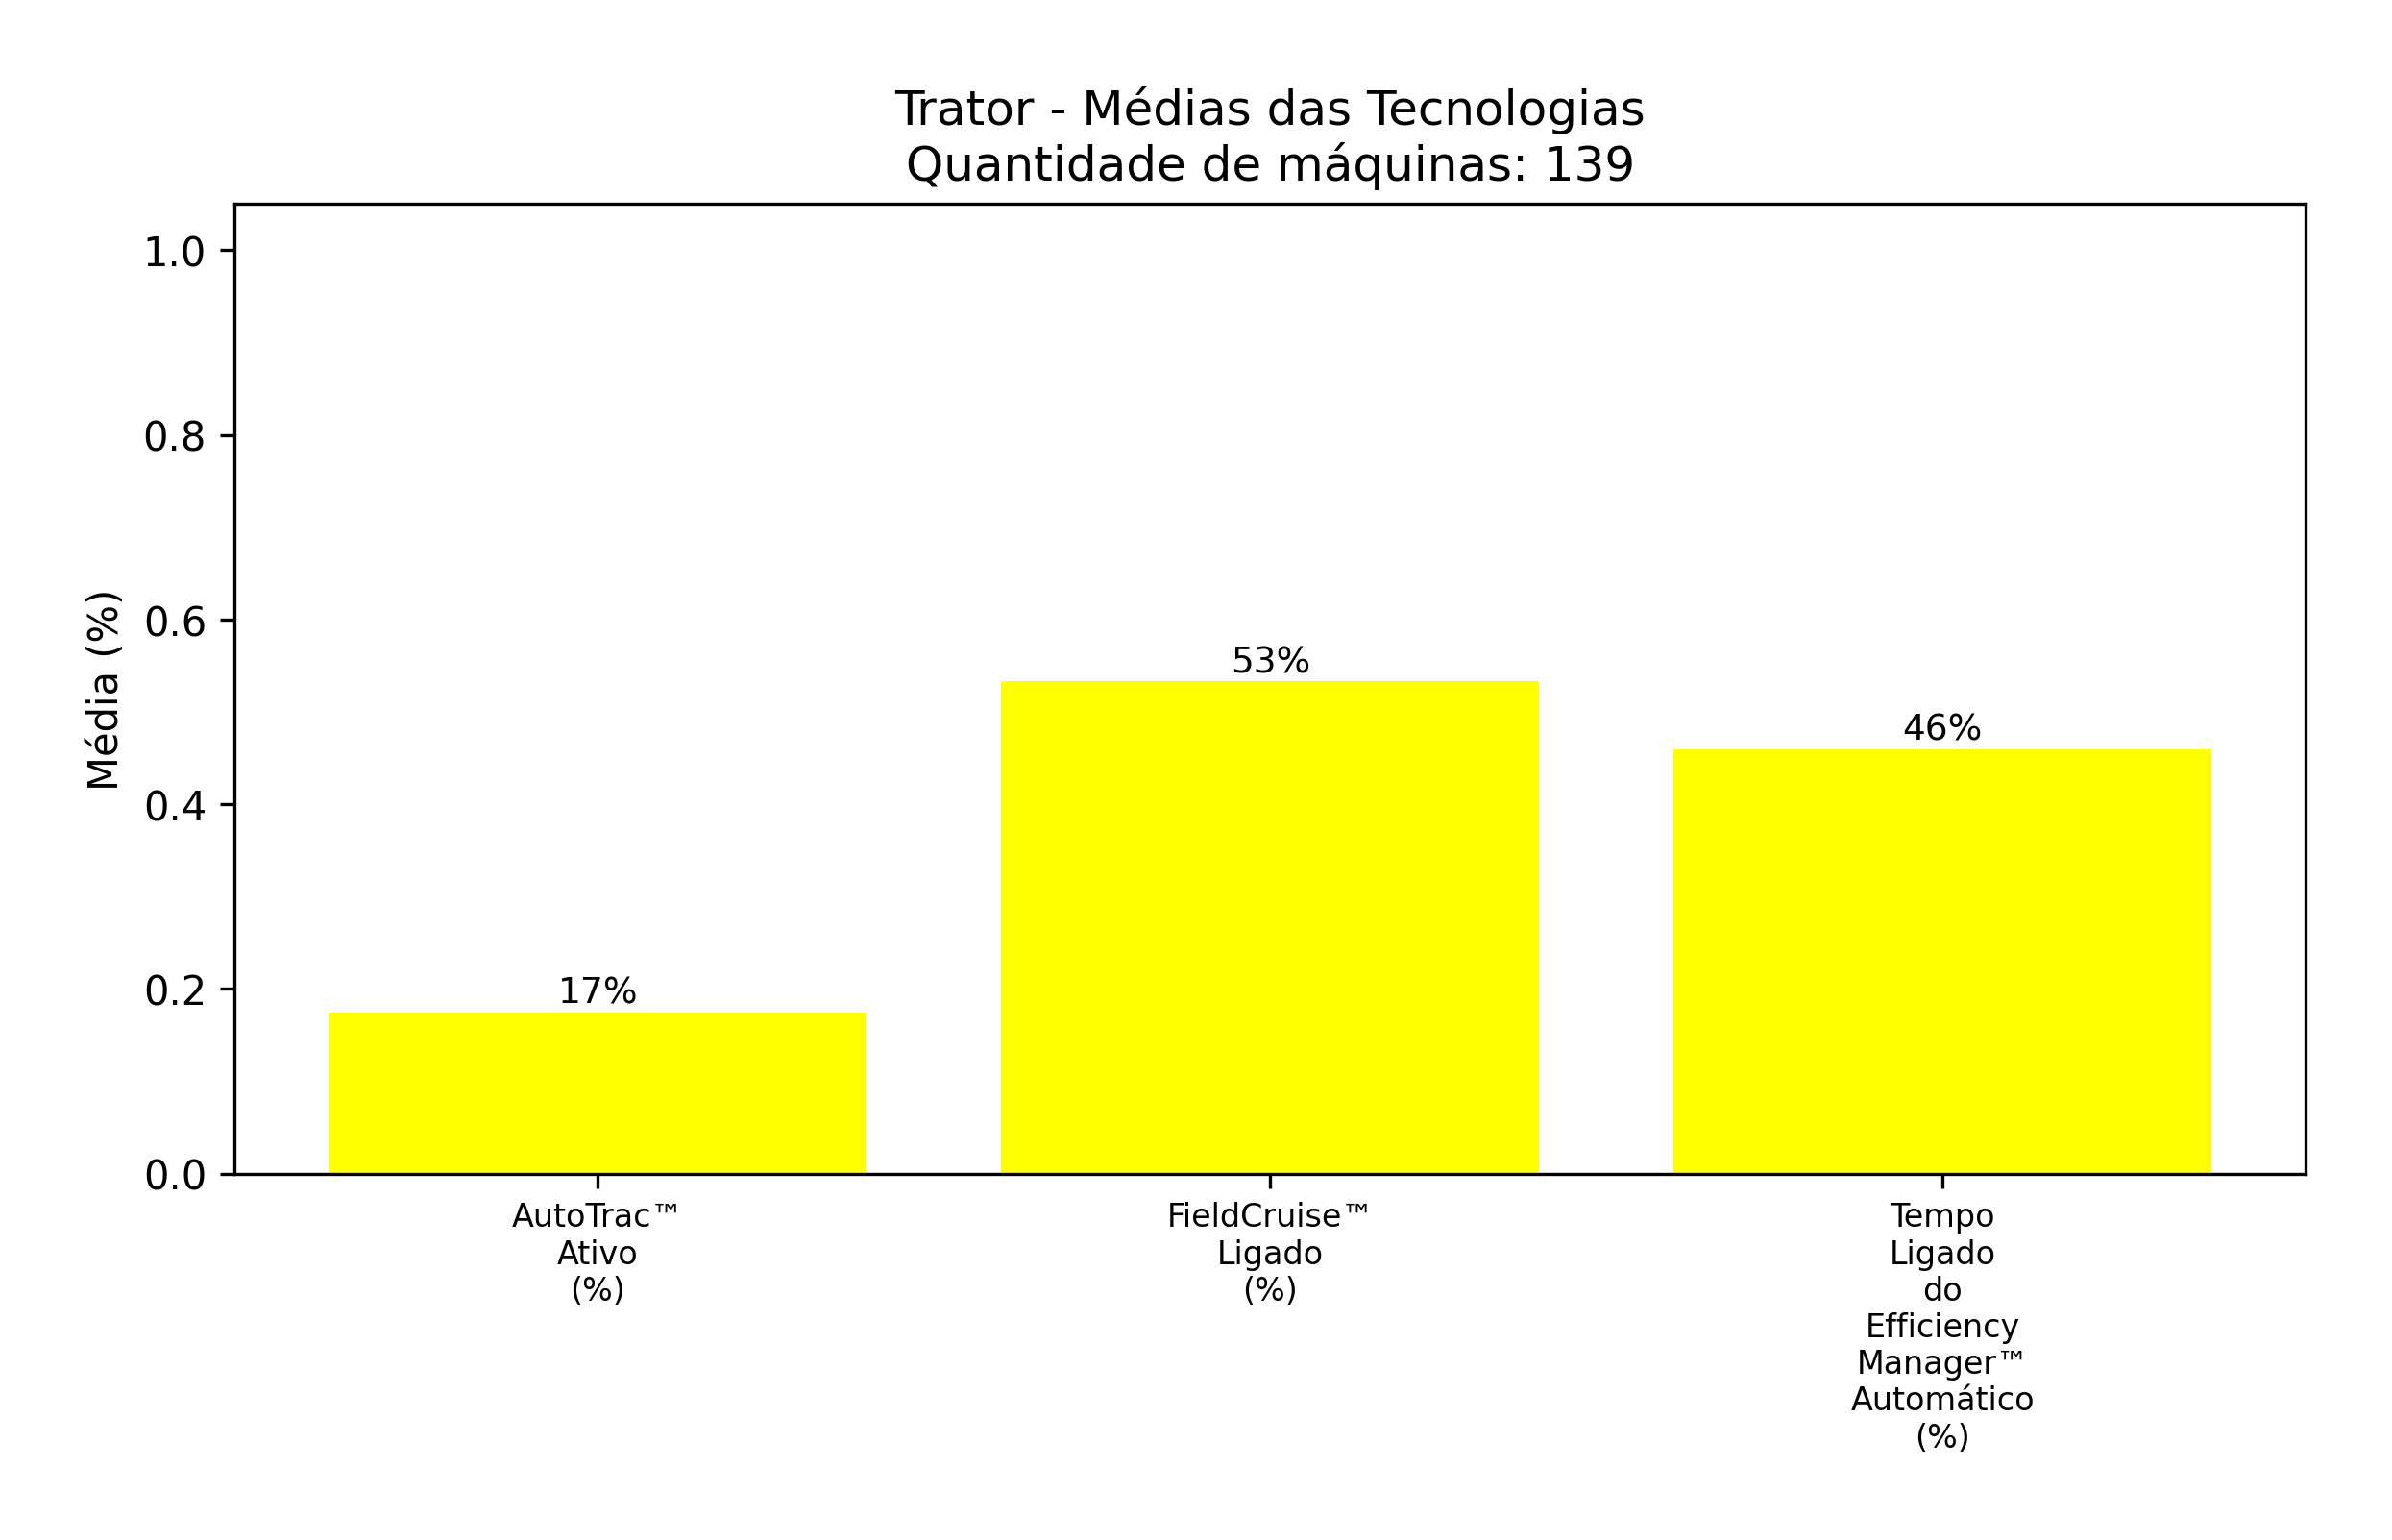 Trator - Médias das Tecnologias
Quantidade de máquinas: 139
Média (%)
1.0
0.8
0.6
0.4
0.2
0.0
17%
53%
46%
AutoTrac™
Ativo
(%)
FieldCruise™
Ligado
(%)
Tempo
Ligado
do
Efficiency
Manager™
Automático
(%)